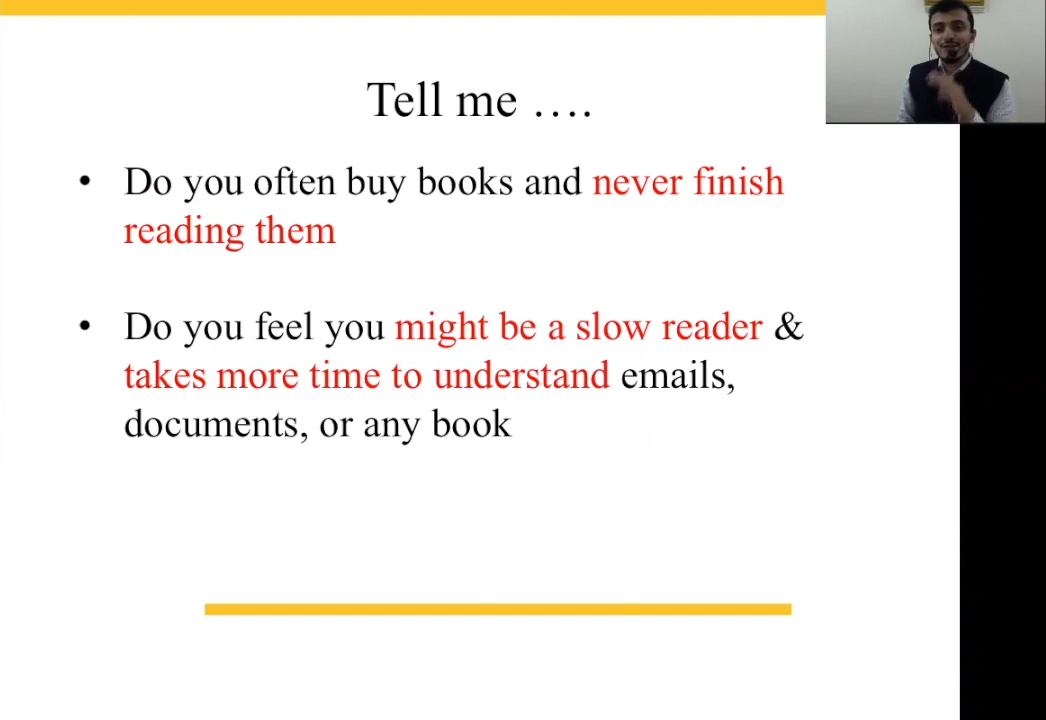 Tell me ….
• Do you often buy books and never finish
reading them
• Do you feel you might be a slow reader &
takes more time to understand emails,
documents, or any book